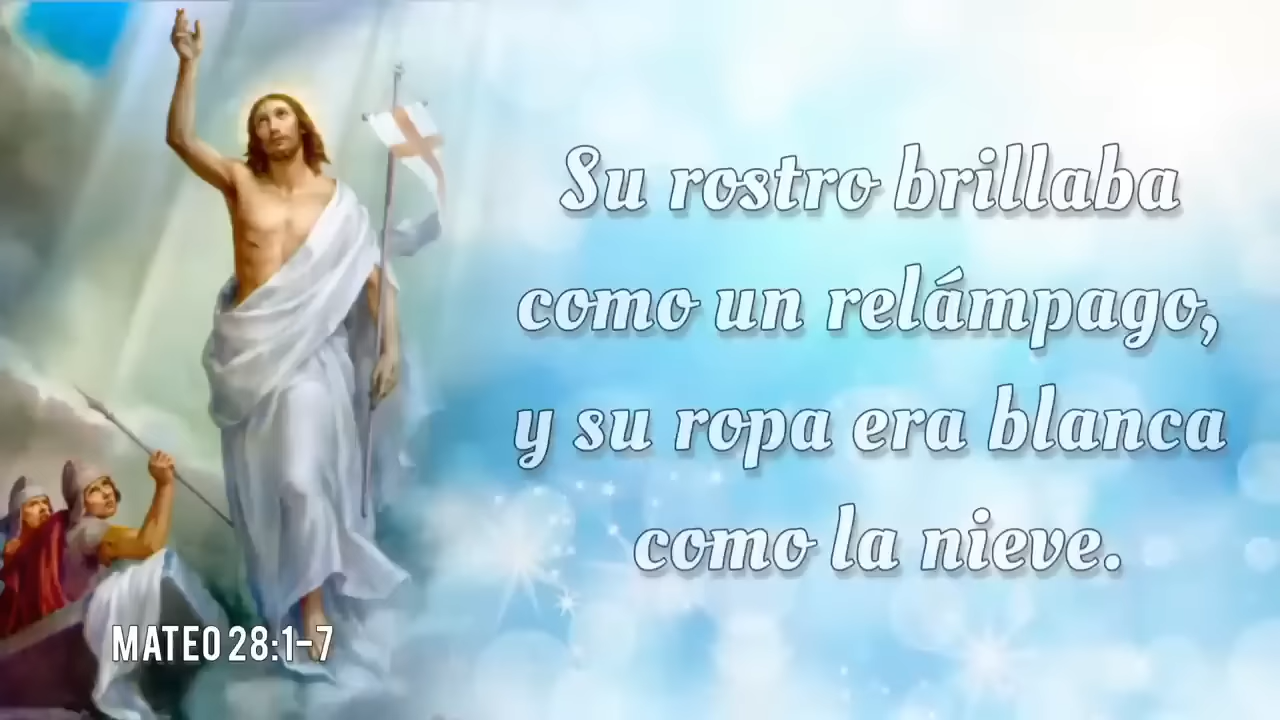 Su rostro brillaba
como un relámpago,
y su ropa era blanca
como la nieve.
MATEO 28:1-7